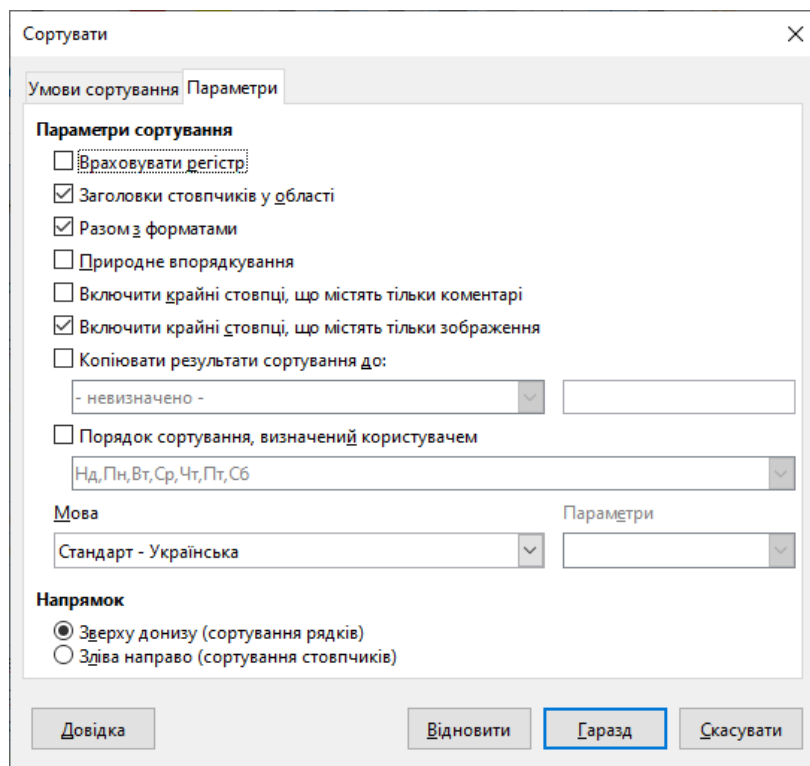 Сортувати
Умови сортування Параметри
Параметри сортування
Враховувати регістр
Заголовки стовпчиків у області
Разом з форматами
Природне впорядкування
Включити крайні стовпці, що містять тільки коментарі
Включити крайні стовпці, що містять тільки зображення
Копіювати результати сортування до:
- невизначено -
Порядок сортування, визначений користувачем
Нд,Пн,Вт,Ср,Чт,Пт,Сб
Мова Параметри
Стандарт - Українська
Напрямок
Зверху донизу (сортування рядків)
Зліва направо (сортування стовпчиків)
Довідка Відновити Гаразд Скасувати